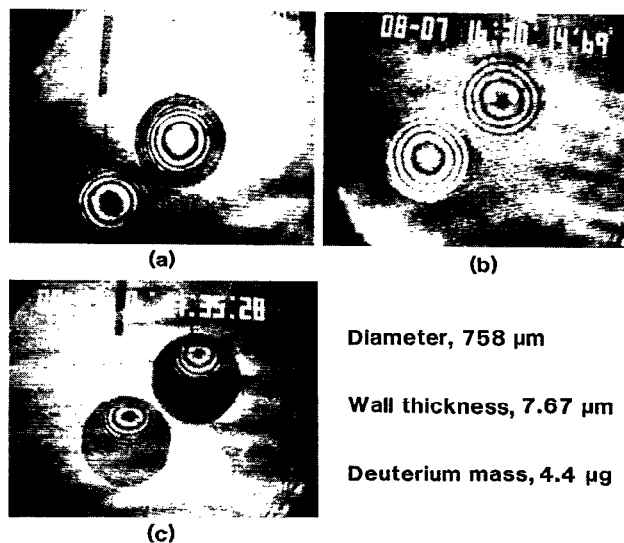 08-07 16:30:14:69
(a)
(b)
:35:28
Diameter, 758 µm
Wall thickness, 7.67 µm
Deuterium mass, 4.4 µg
(c)